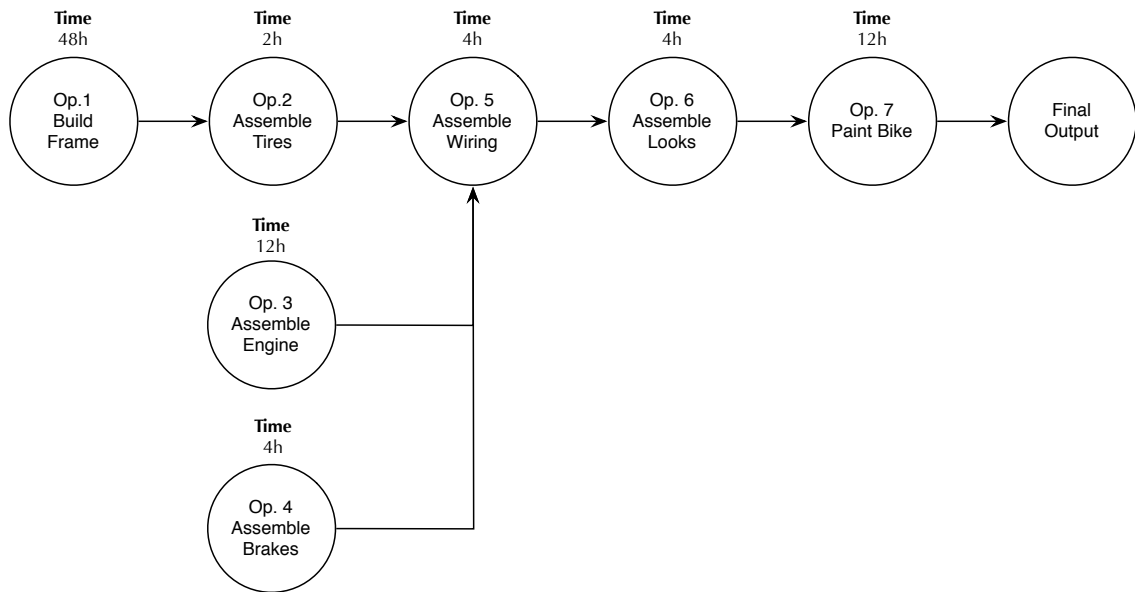 Time
48h
Op.1
Build
Frame
Time
2h
Op.2
Assemble
Tires
Time
4h
Op. 5
Assemble
Wiring
Time
4h
Op. 6
Assemble
Looks
Time
12h
Op. 7
Paint Bike
Final
Output
Time
12h
Op. 3
Assemble
Engine
Time
4h
Op. 4
Assemble
Brakes